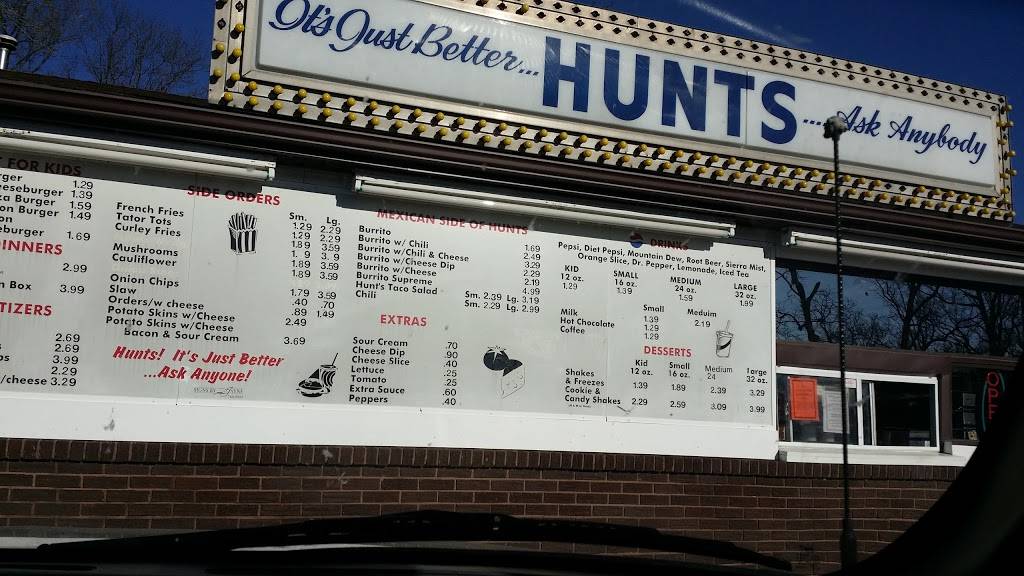 It's Just Better... HUNTS ....Ask Anybody
FOR KIDS
1.29
eseburger 1.39
Burger 1.59
on Burger 1.49
eseburger 1.69
DINNERS
2.99
Box 3.99
TIZERS
2.69
2.69
3.99
2.29
/cheese 3.29
SIDE ORDERS
Sm. Lg.
French Fries 1.29 2.29
Tator Tots 1.29 2.29
Curley Fries 1.89 3.59
Mushrooms
Cauliflower 1.89 3.59
1.89 3.59
Onion Chips 1.79 3.59
Slaw .40 .70
Orders/w cheese .89 1.49
Potato Skins w/Cheese 2.49
Potato Skins w/Cheese
Bacon & Sour Cream 3.69
Hunts! It's Just Better
...Ask Anyone!
MEXICAN SIDE OF HUNTS
Burrito 1.69
Burrito w/ Chili 2.49
Burrito w/ Chili & Cheese 3.29
Burrito w/Cheese Dip 2.29
Burrito w/Cheese 2.19
Burrito Supreme 4.99
Hunt's Taco Salad Sm. 2.39 Lg. 3.19
Chili Sm. 2.29 Lg. 2.99
EXTRAS
Sour Cream .70
Cheese Dip .90
Cheese Slice .40
Lettuce .25
Tomato .25
Extra Sauce .60
Peppers .40
DRINKS
Pepsi, Diet Pepsi, Mountain Dew, Root Beer, Sierra Mist,
Orange Slice, Dr. Pepper, Lemonade, Iced Tea
KID SMALL MEDIUM LARGE
12 oz. 16 oz. 24 oz. 32 oz.
1.29 1.39 1.59 1.99
Small Meduim
Milk 1.39 2.19
Hot Chocolate 1.29
Coffee 1.29
DESSERTS
Kid Small Medium large
12 oz. 16 oz. 24 32 oz.
Shakes
& Freezes 1.39 1.89 2.39 3.29
Cookie &
Candy Shakes 2.29 2.59 3.09 3.99
OPE